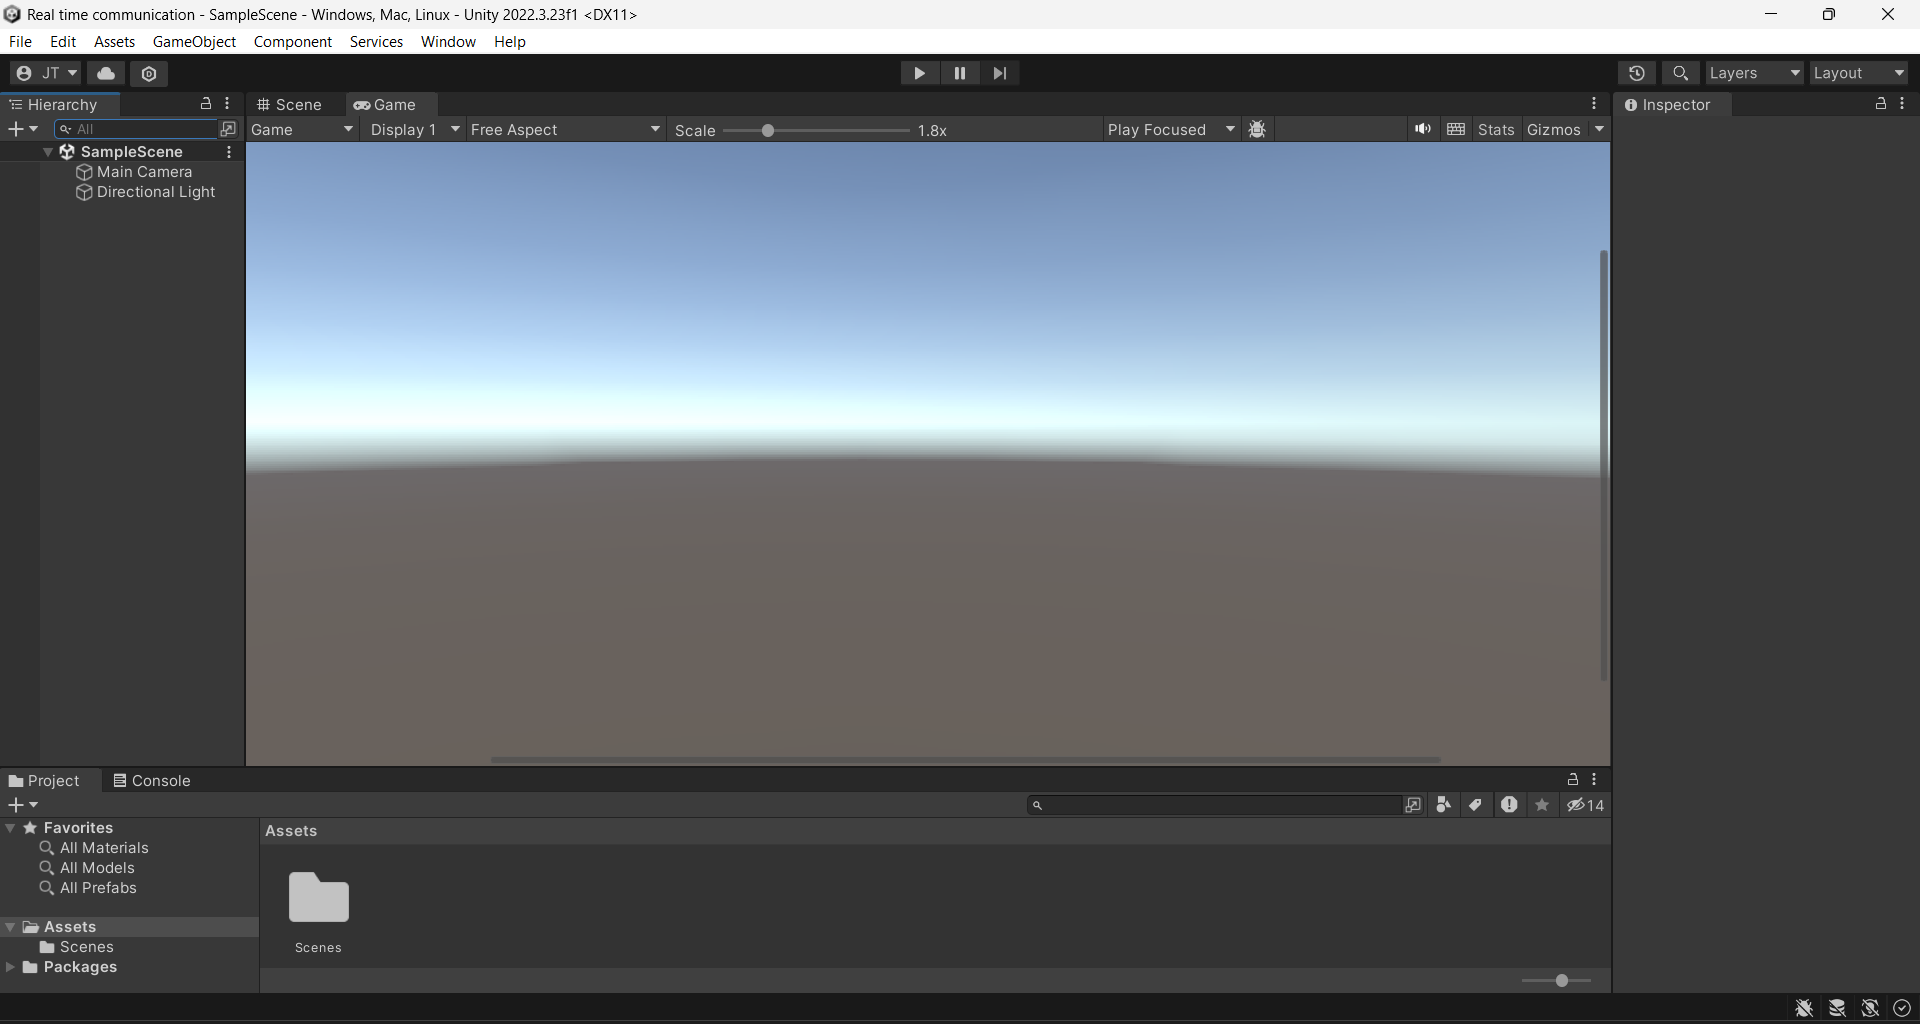 Real time communication - SampleScene - Windows, Mac, Linux - Unity 2022.3.23f1 <DX11>
File Edit Assets GameObject Component Services Window Help
JT Layers Layout
Hierarchy Scene Game Inspector
All Game Display 1 Free Aspect Scale 1.8x Play Focused Stats Gizmos
SampleScene
Main Camera
Directional Light
Project Console
14
Favorites
All Materials
All Models
All Prefabs
Assets
Scenes
Packages
Assets
Scenes